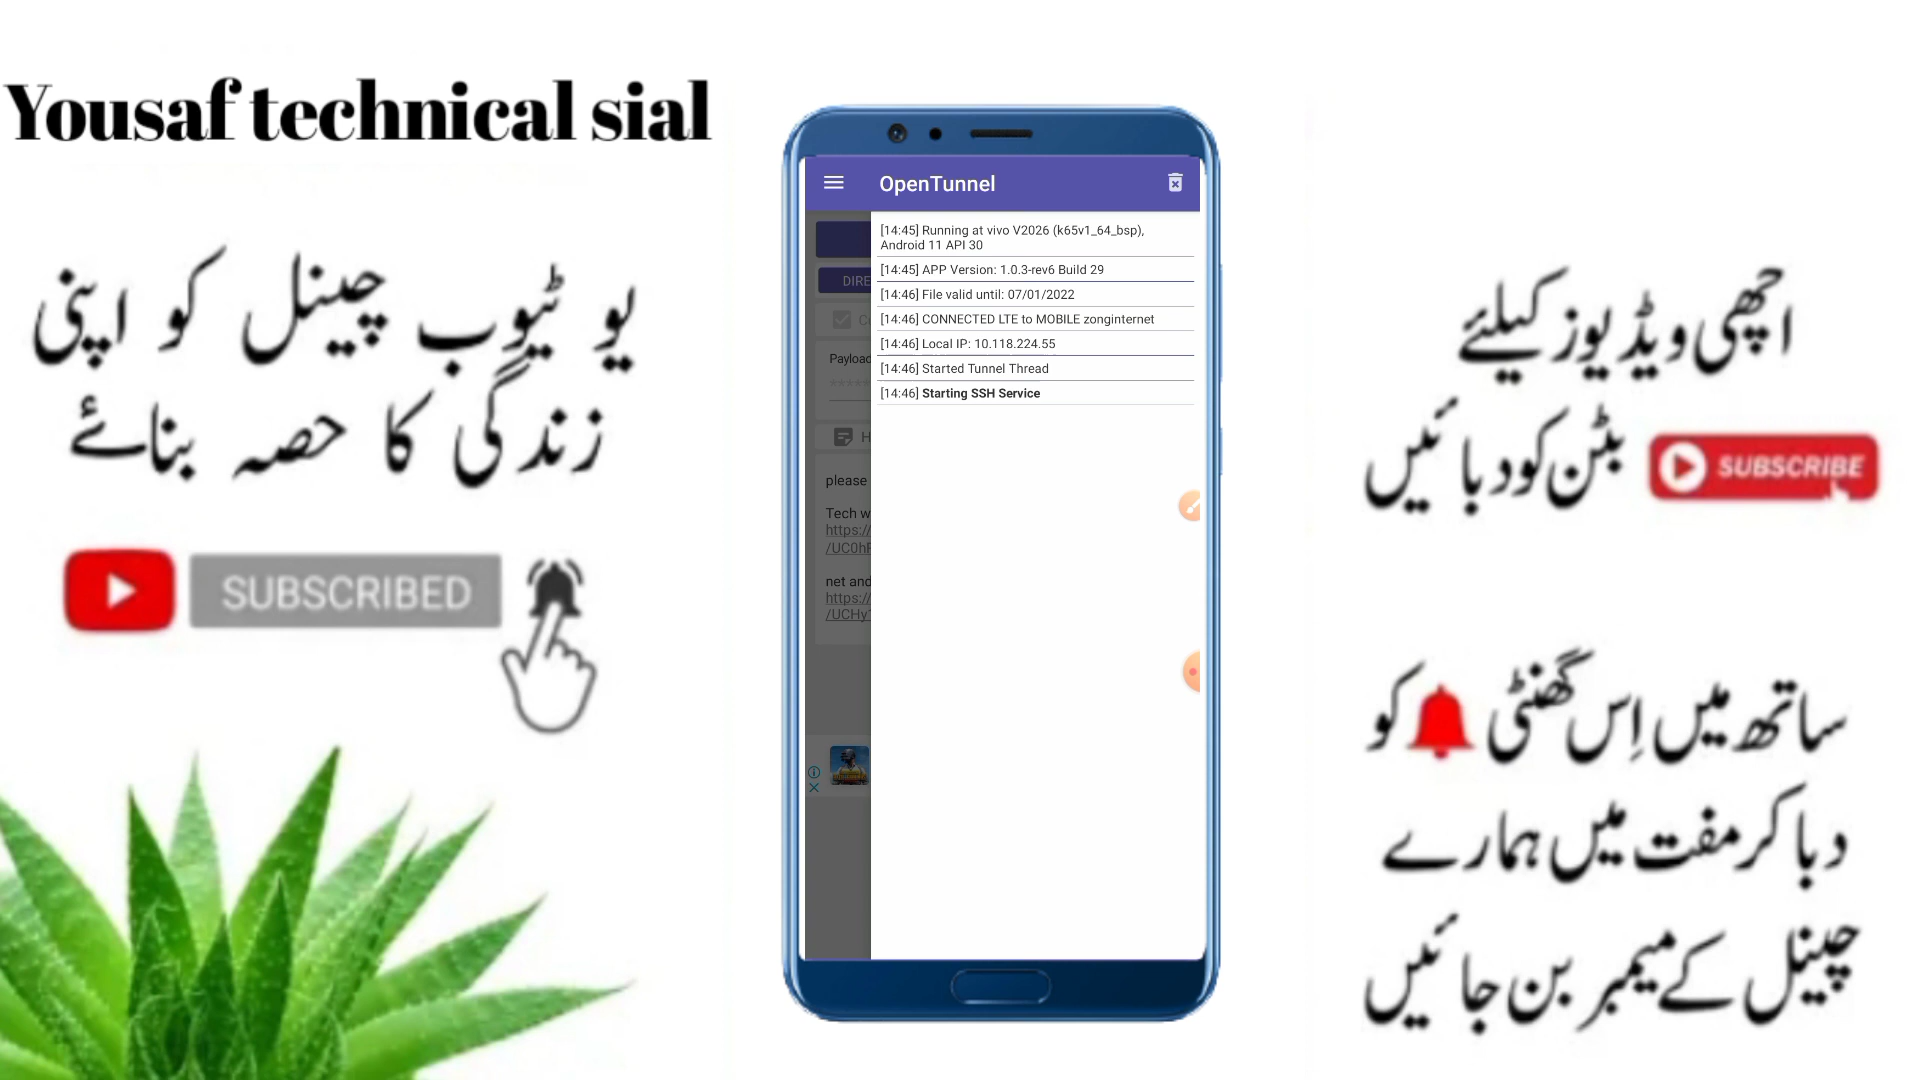 Yousaf technical sial
یو ٹیوب چینل کو اپنی
زندگی کا حصہ بنائے
SUBSCRIBED
OpenTunnel
[14:45] Running at vivo V2026 (k65v1_64_bsp),
Android 11 API 30
[14:45] APP Version: 1.0.3-rev6 Build 29
[14:46] File valid until: 07/01/2022
[14:46] CONNECTED LTE to MOBILE zonginternet
[14:46] Local IP: 10.118.224.55
[14:46] Started Tunnel Thread
[14:46] Starting SSH Service
DIRE
Payload
H
please
Tech w
https://
/UC0h
net and
https://
/UCHy
اچھی ویڈیوز کیلئے
بٹن کو دبائیں SUBSCRIBE
ساتھ میں اِس گھنٹی کو
دبا کر مفت میں ہمارے
چینل کے میمبر بن جائیں